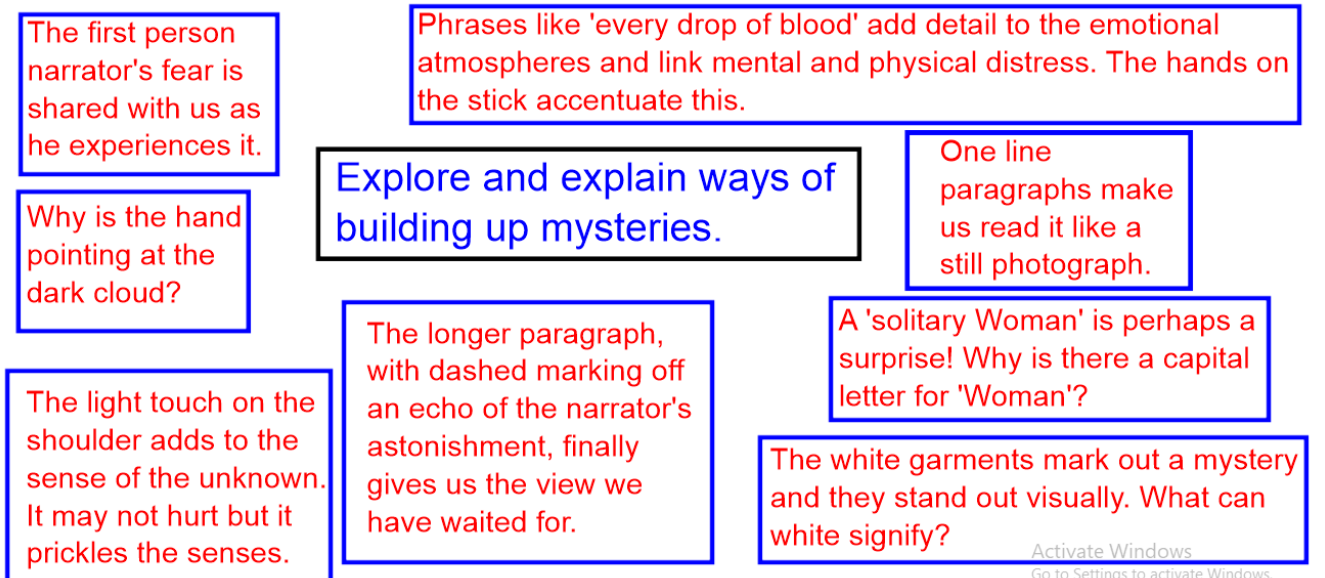 The first person
narrator's fear is
shared with us as
he experiences it.
Phrases like 'every drop of blood' add detail to the emotional
atmospheres and link mental and physical distress. The hands on
the stick accentuate this.
Explore and explain ways of
building up mysteries.
One line
paragraphs make
us read it like a
still photograph.
Why is the hand
pointing at the
dark cloud?
The longer paragraph,
with dashed marking off
an echo of the narrator's
astonishment, finally
gives us the view we
have waited for.
A 'solitary Woman' is perhaps a
surprise! Why is there a capital
letter for 'Woman'?
The light touch on the
shoulder adds to the
sense of the unknown.
It may not hurt but it
prickles the senses.
The white garments mark out a mystery
and they stand out visually. What can
white signify?
Activate Windows
Go to Settings to activate Windows.